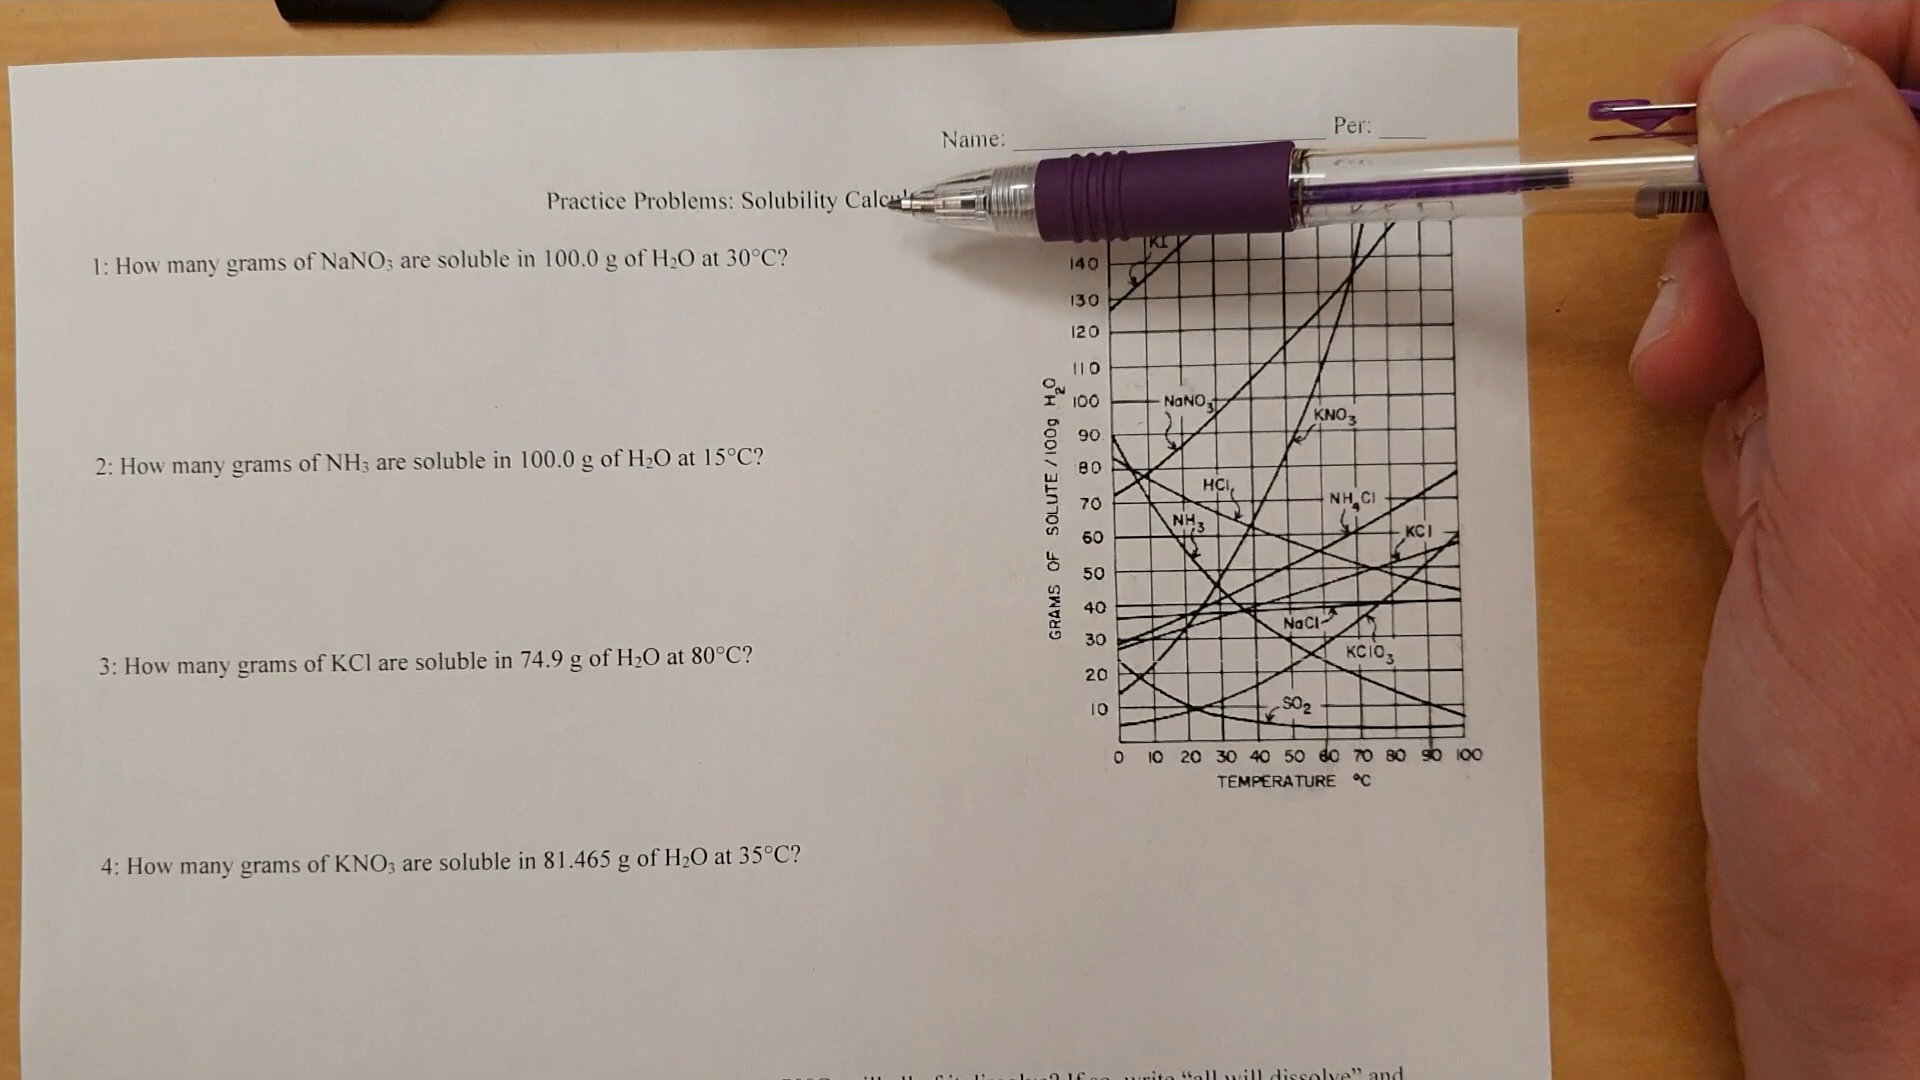 Name: Per:
Practice Problems: Solubility
1: How many grams of NaNO₃ are soluble in 100.0 g of H₂O at 30°C?
2: How many grams of NH₃ are soluble in 100.0 g of H₂O at 15°C?
3: How many grams of KCl are soluble in 74.9 g of H₂O at 80°C?
4: How many grams of KNO₃ are soluble in 81.465 g of H₂O at 35°C?
KI
140
130
120
110
100
90
80
70
60
50
40
30
20
10
GRAMS OF SOLUTE/100g H₂O
NaNO₃
KNO₃
HCl
NH₄Cl
NH₃
KCl
NaCl
KClO₃
SO₂
0 10 20 30 40 50 60 70 80 90 100
TEMPERATURE °C
write "all will dissolve" and